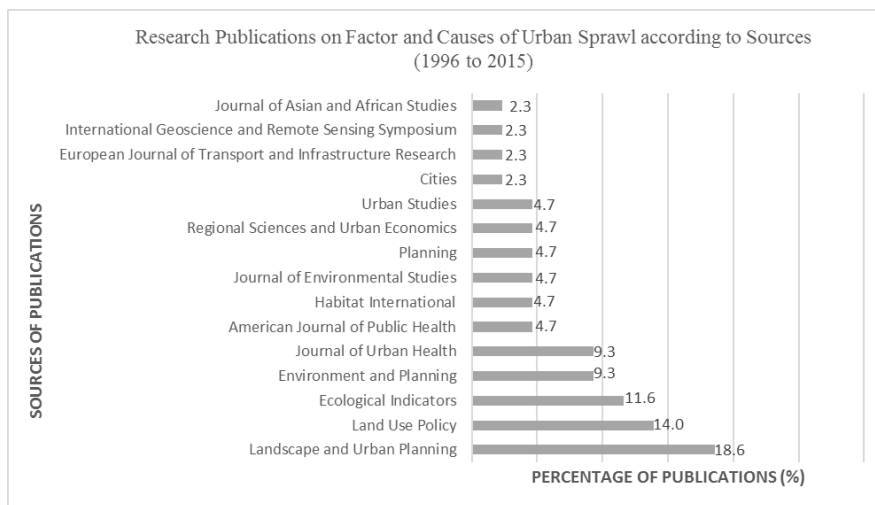 Research Publications on Factor and Causes of Urban Sprawl according to Sources
(1996 to 2015)
Journal of Asian and African Studies 2.3
International Geoscience and Remote Sensing Symposium 2.3
European Journal of Transport and Infrastructure Research 2.3
Cities 2.3
Urban Studies 4.7
Regional Sciences and Urban Economics 4.7
Planning 4.7
Journal of Environmental Studies 4.7
Habitat International 4.7
American Journal of Public Health 4.7
Journal of Urban Health 9.3
Environment and Planning 9.3
Ecological Indicators 11.6
Land Use Policy 14.0
Landscape and Urban Planning 18.6
SOURCES OF PUBLICATIONS
PERCENTAGE OF PUBLICATIONS (%)